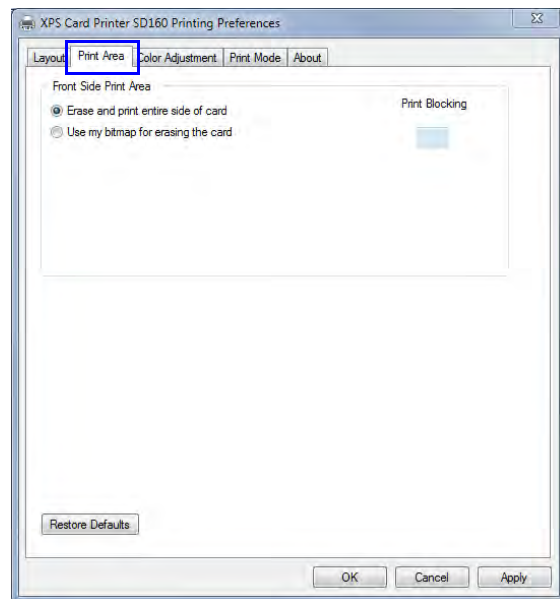 XPS Card Printer SD160 Printing Preferences
Layout Print Area Color Adjustment Print Mode About
Front Side Print Area
Erase and print entire side of card
Print Blocking
Use my bitmap for erasing the card
Restore Defaults
OK Cancel Apply